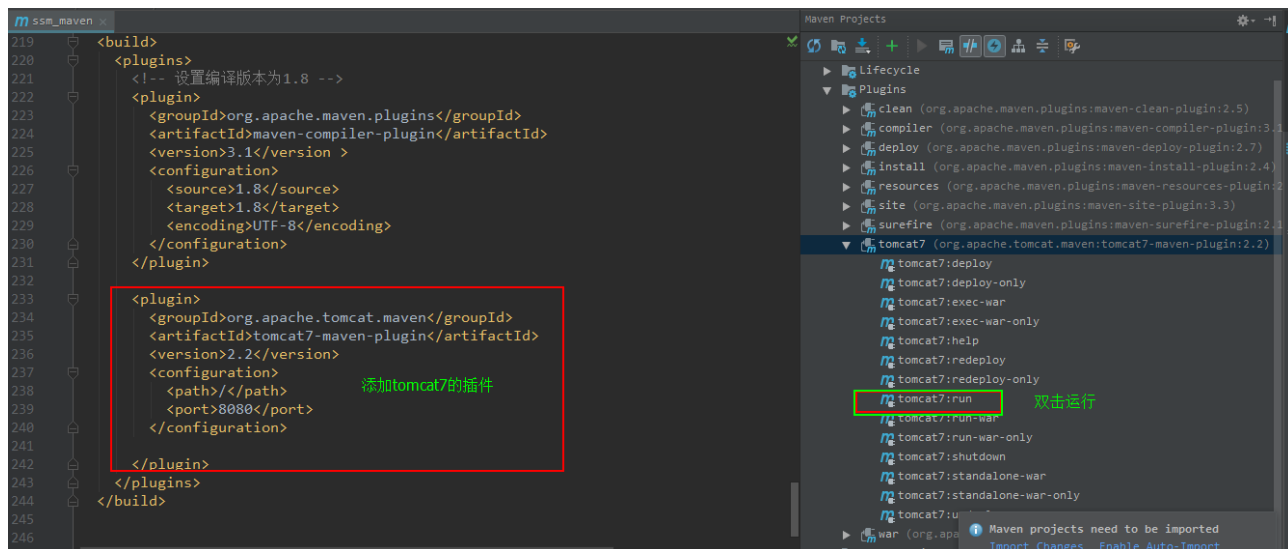 ssm_maven
219 <build>
220 <plugins>
221 <!-- 设置编译版本为1.8 -->
222 <plugin>
223 <groupId>org.apache.maven.plugins</groupId>
224 <artifactId>maven-compiler-plugin</artifactId>
225 <version>3.1</version >
226 <configuration>
227 <source>1.8</source>
228 <target>1.8</target>
229 <encoding>UTF-8</encoding>
230 </configuration>
231 </plugin>
232
233 <plugin>
234 <groupId>org.apache.tomcat.maven</groupId>
235 <artifactId>tomcat7-maven-plugin</artifactId>
236 <version>2.2</version>
237 <configuration>
238 <path>/</path>
239 <port>8080</port>
240 </configuration>
241
242 </plugin>
243 </plugins>
244 </build>
245
246
添加tomcat7的插件
Maven Projects
Lifecycle
Plugins
clean (org.apache.maven.plugins:maven-clean-plugin:2.5)
compiler (org.apache.maven.plugins:maven-compiler-plugin:3.1
deploy (org.apache.maven.plugins:maven-deploy-plugin:2.7)
install (org.apache.maven.plugins:maven-install-plugin:2.4)
resources (org.apache.maven.plugins:maven-resources-plugin:2
site (org.apache.maven.plugins:maven-site-plugin:3.3)
surefire (org.apache.maven.plugins:maven-surefire-plugin:2.1
tomcat7 (org.apache.tomcat.maven:tomcat7-maven-plugin:2.2)
tomcat7:deploy
tomcat7:deploy-only
tomcat7:exec-war
tomcat7:exec-war-only
tomcat7:help
tomcat7:redeploy
tomcat7:redeploy-only
tomcat7:run
双击运行
tomcat7:run-war
tomcat7:run-war-only
tomcat7:shutdown
tomcat7:standalone-war
tomcat7:standalone-war-only
tomcat7:u
war (org.apa
Maven projects need to be imported
Import Changes Enable Auto-Import